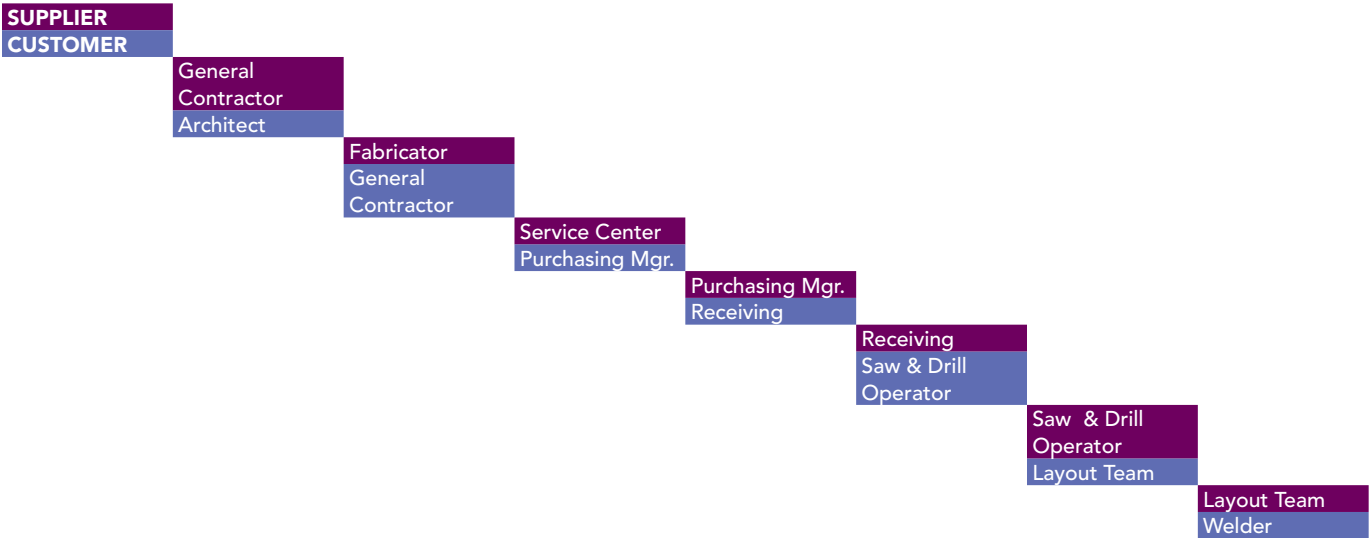 SUPPLIER
CUSTOMER
General
Contractor
Architect
Fabricator
General
Contractor
Service Center
Purchasing Mgr.
Purchasing Mgr.
Receiving
Receiving
Saw & Drill
Operator
Saw  & Drill
Operator
Layout Team
Layout Team
Welder